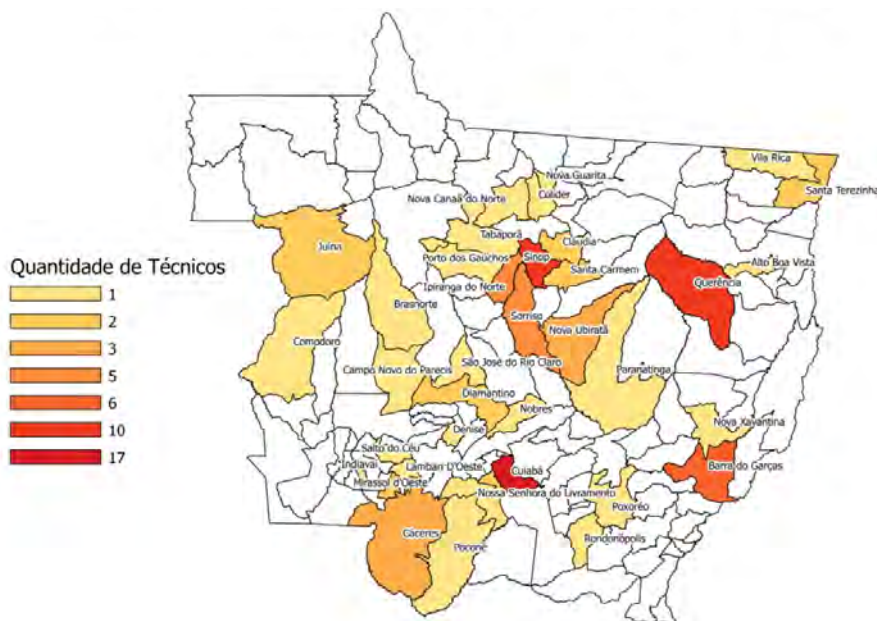 Vila Rica
Nova Guarita
Santa Terezinha
Nova Canaã do Norte
Colider
Tabaporã
Juína
Cláudia
Porto dos Gaúchos
Sinop
Alto Boa Vista
Santa Carmem
Querência
Ipiranga do Norte
Brasnorte
Sorriso
Nova Ubiratã
Comodoro
São José do Rio Claro
Campo Novo do Parecis
Paranatinga
Diamantino
Nobres
Nova Xavantina
Denise
Salto do Céu
Indiavaí
Lambari D'Oeste
Cuiabá
Barra do Garças
Mirassol d'Oeste
Nossa Senhora do Livramento
Poxoréo
Cáceres
Rondonópolis
Poconé
Quantidade de Técnicos
1
2
3
5
6
10
17